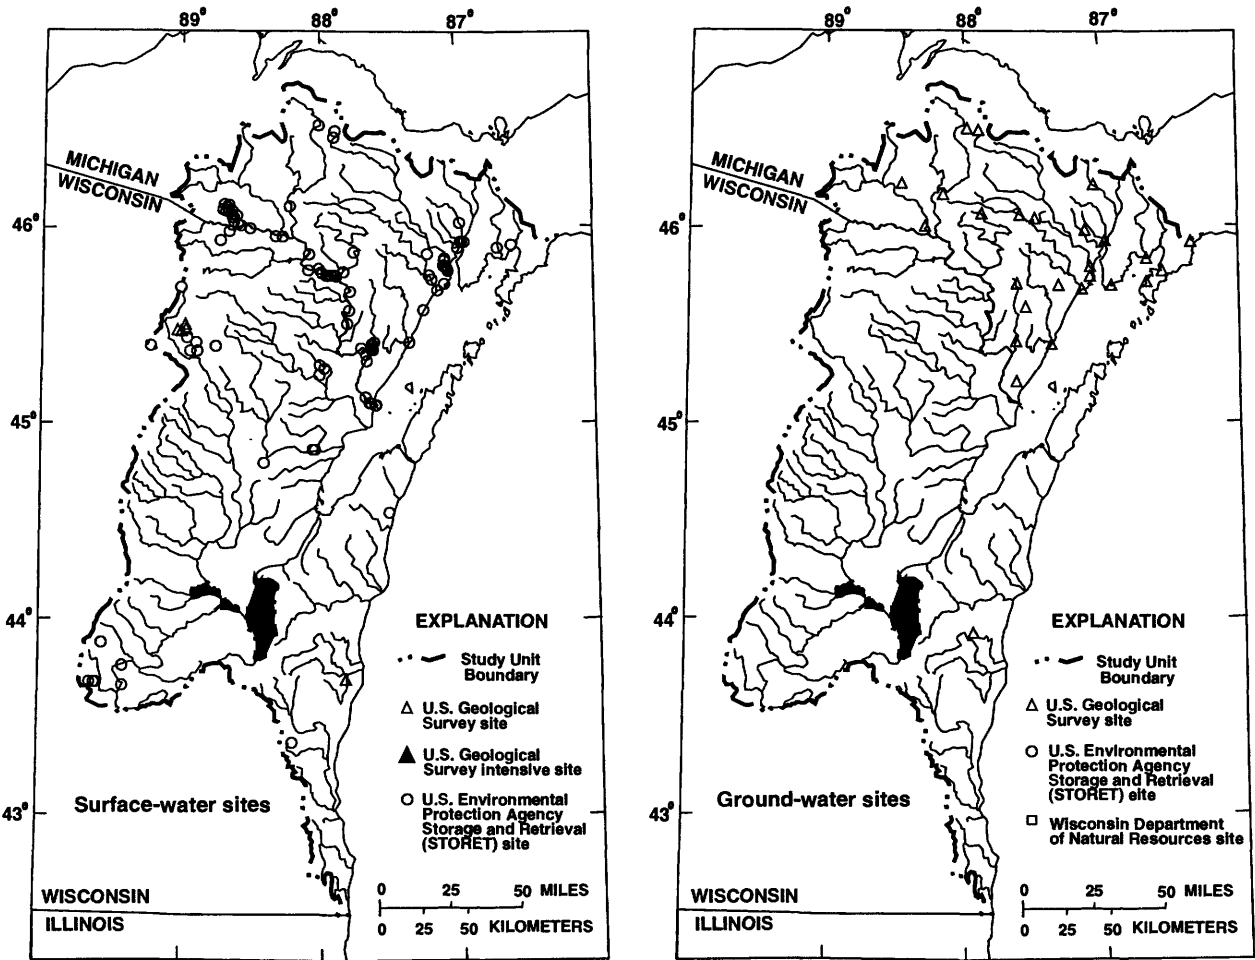 89° 88° 87°
MICHIGAN
WISCONSIN
46°
45°
44°
43°
EXPLANATION
Study Unit
Boundary
U.S. Geological
Survey site
U.S. Geological
Survey intensive site
U.S. Environmental
Protection Agency
Storage and Retrieval
(STORET) site
Surface-water sites
0 25 50 MILES
0 25 50 KILOMETERS
WISCONSIN
ILLINOIS
89° 88° 87°
MICHIGAN
WISCONSIN
46°
45°
44°
43°
EXPLANATION
Study Unit
Boundary
U.S. Geological
Survey site
U.S. Environmental
Protection Agency
Storage and Retrieval
(STORET) eite
Wisconsin Department
of Natural Resources site
Ground-water sites
0 25 50 MILES
0 25 50 KILOMETERS
WISCONSIN
ILLINOIS